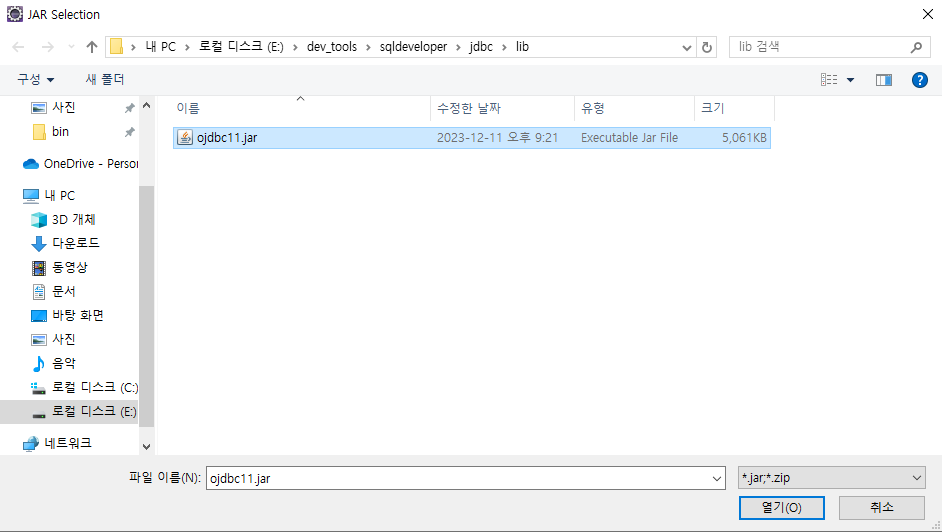 JAR Selection
내 PC > 로컬 디스크 (E:) > dev_tools > sqldeveloper > jdbc > lib
lib 검색
구성
새 폴더
사진
bin
OneDrive - Person
내 PC
3D 개체
다운로드
동영상
문서
바탕 화면
사진
음악
로컬 디스크 (C:)
로컬 디스크 (E:)
네트워크
이름 수정한 날짜 유형 크기
ojdbc11.jar 2023-12-11 오후 9:21 Executable Jar File 5,061KB
파일 이름(N): ojdbc11.jar *.jar;*.zip
열기(O) 취소